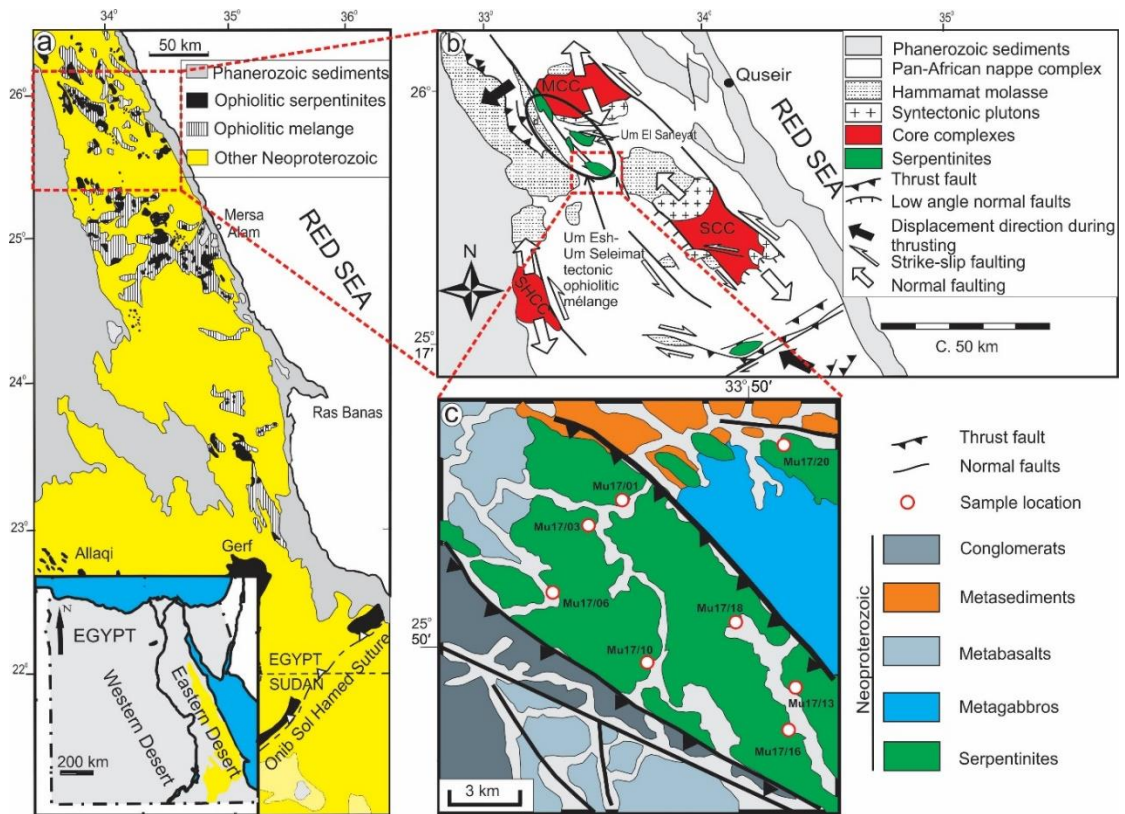 34°
35°
36°
a
50 km
Phanerozoic sediments
Ophiolitic serpentinites
Ophiolitic melange
Other Neoproterozoic
26°
25°
24°
23°
22°
Mersa
Alam
RED SEA
Ras Banas
Allaqi
Gerf
N
EGYPT
Western Desert
Eastern Desert
200 km
EGYPT
SUDAN
Onib Sol Hamed Suture
33°
34°
35°
b
26°
25°
17'
MCC
Um El Saneyat
Quseir
RED SEA
SCC
SHCC
N
Um Esh-
Um Seleimat
tectonic
ophiolitic
mélange
Phanerozoic sediments
Pan-African nappe complex
Hammamat molasse
Syntectonic plutons
Core complexes
Serpentinites
Thrust fault
Low angle normal faults
Displacement direction during
thrusting
Strike-slip faulting
Normal faulting
C. 50 km
33° 50'
c
25°
50'
Mu17/20
Mu17/01
Mu17/03
Mu17/06
Mu17/18
Mu17/10
Mu17/13
Mu17/16
3 km
Thrust fault
Normal faults
Sample location
Neoproterozoic
Conglomerats
Metasediments
Metabasalts
Metagabbros
Serpentinites